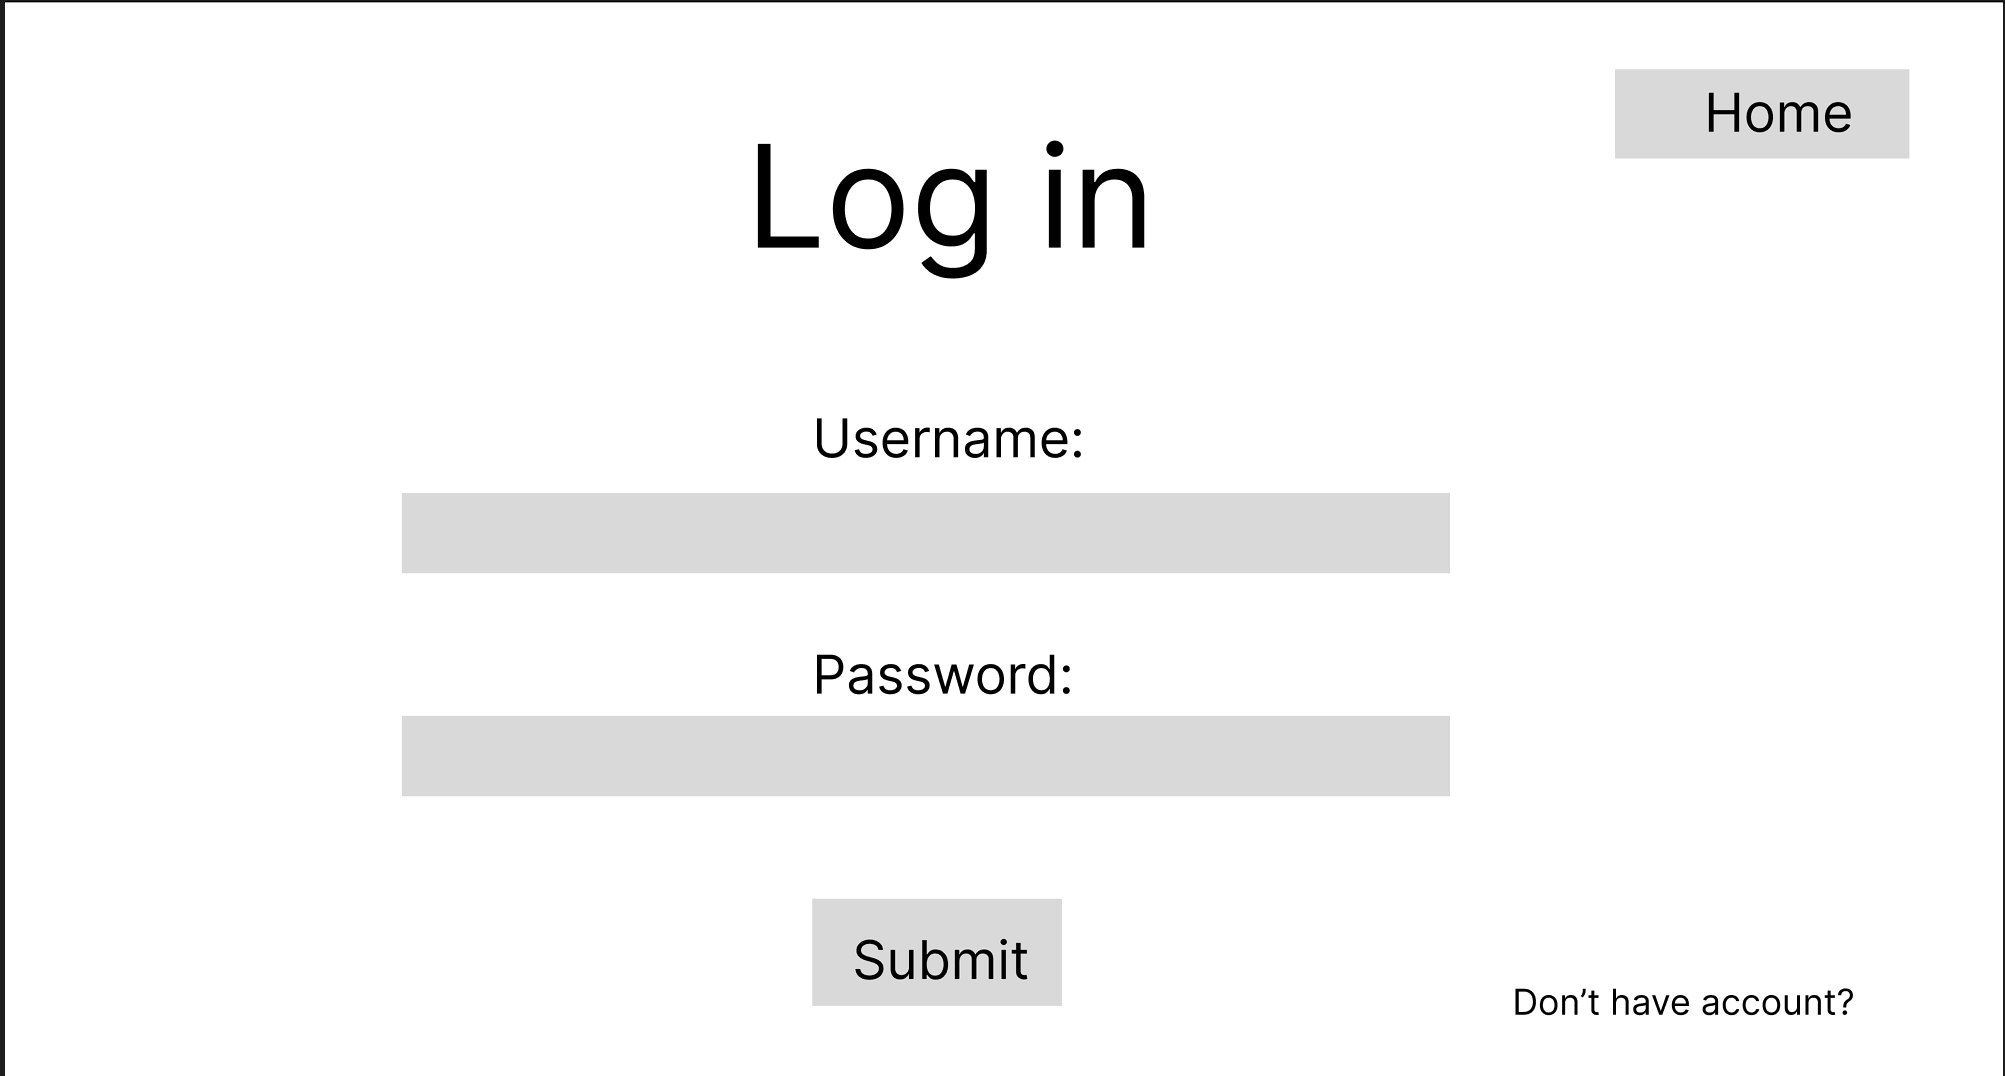 Home
Log in
Username:
Password:
Submit
Don’t have account?